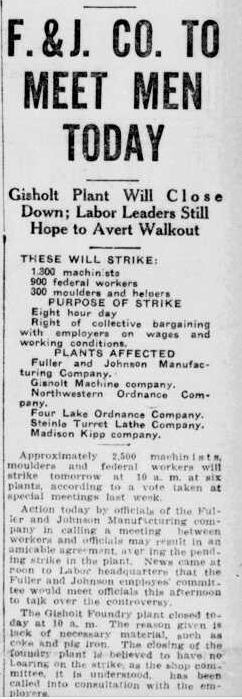 F. & J. CO. TO
MEET MEN
TODAY
Gisholt Plant Will Close
Down; Labor Leaders Still
Hope to Avert Walkout
THESE WILL STRIKE:
1,300 machinists
900 federal workers
300 moulders and helpers
PURPOSE OF STRIKE
Eight hour day
Right of collective bargaining
with employers on wages and
working conditions.
PLANTS AFFECTED
Fuller and Johnson Manufac-
turing Company.
Gisholt Machine company.
Northwestern Ordnance Com-
pany.
Four Lake Ordnance Company.
Steinle Turret Lathe Company.
Madison Kipp company.
Approximately 2,500 machinists,
moulders and federal workers will
strike tomorrow at 10 a. m. at six
plants, according to a vote taken at
special meetings last week.
Action today by officials of the Ful-
ler and Johnson Manufacturing com-
pany in calling a meeting between
workers and officials may result in an
amicable agreement, over ing the pend-
ing strike in the plant. News came at
noon to Labor headquarters that the
Fuller and Johnson employes' commit-
tee would meet officials this afternoon
to talk over the controversy.
The Gisholt Foundry plant closed to-
day at 10 a. m. The reason given is
lack of necessary material, such as
coke and pig iron. The closing of the
foundry plant is believed to have no
bearing on the strike, as the shop com-
mittee, it is understood, has been
called into consultation with the em-
ployers.